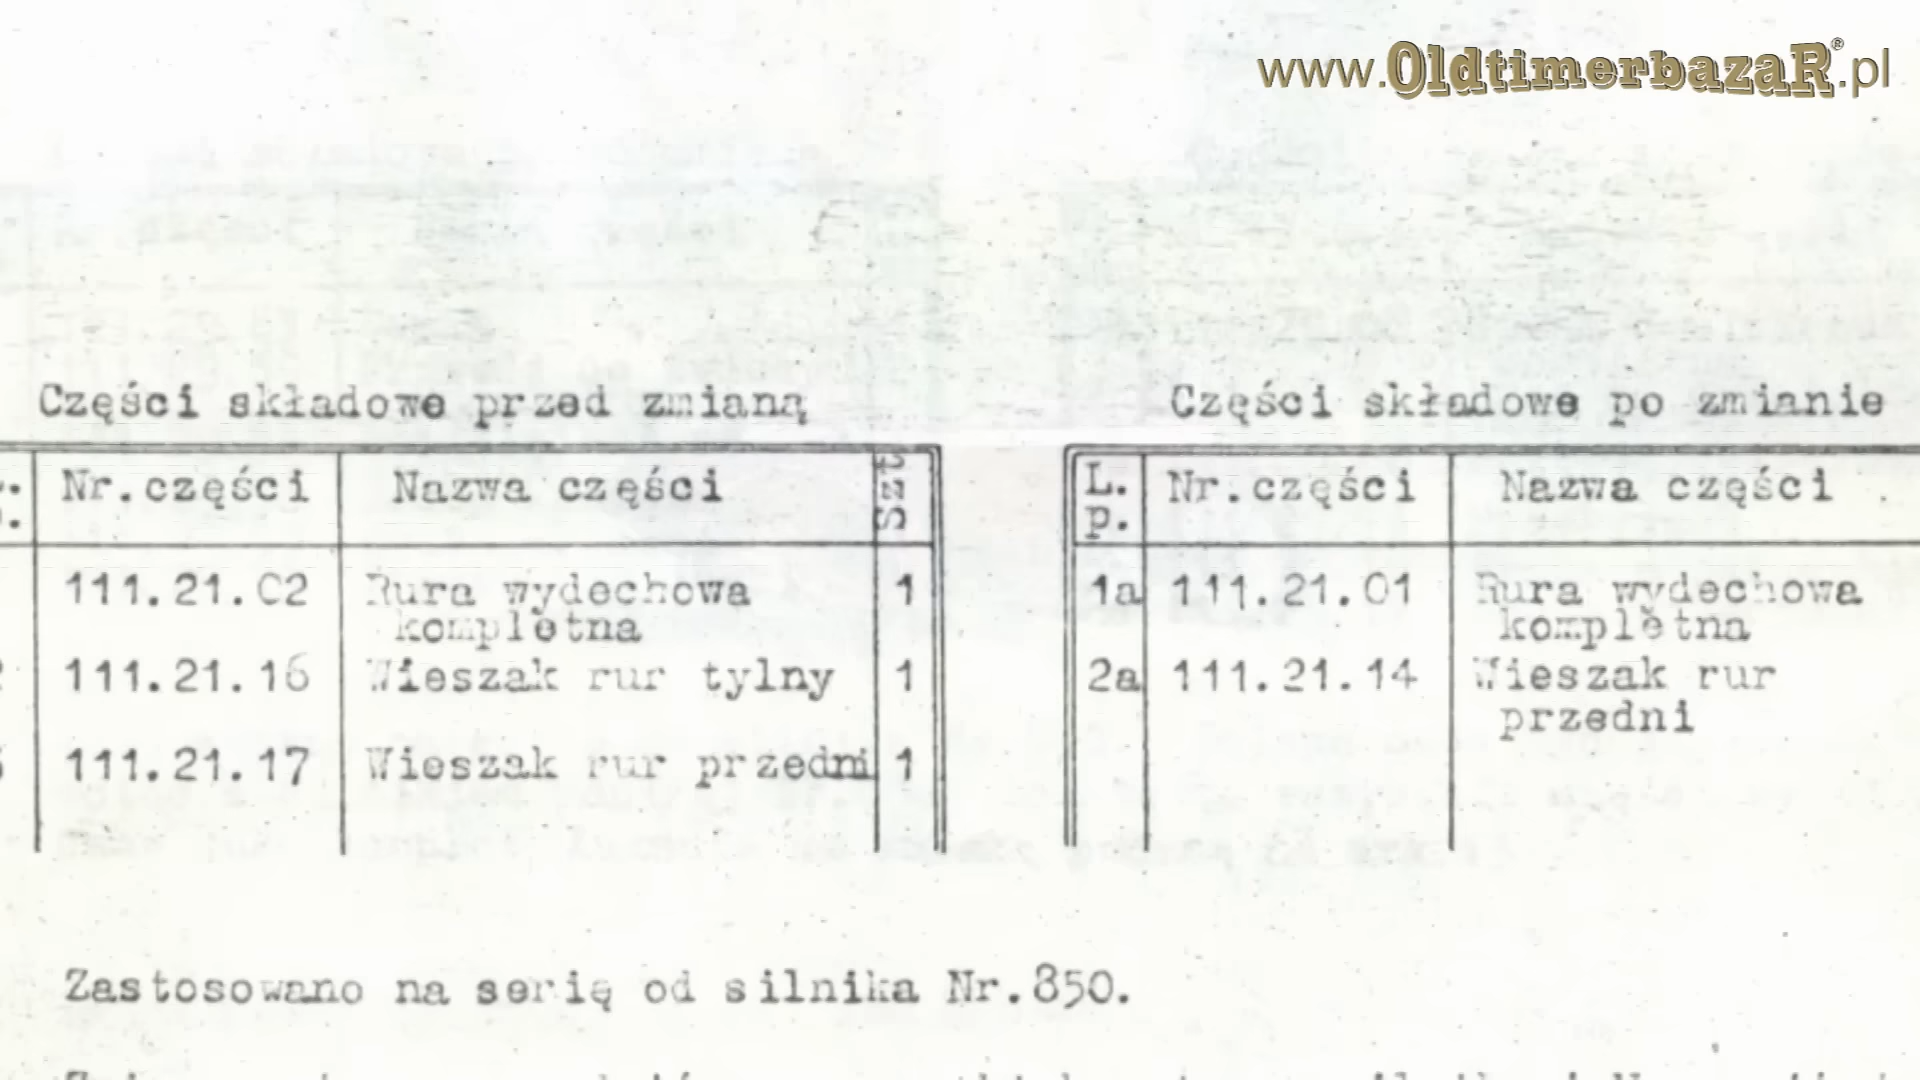 www.OldtimerbazaR®.pl
Części składowe przed zmianą
Nr.części Nazwa części Szt
111.21.02 Rura wydechowa 1
kompletna
111.21.16 Wieszak rur tylny 1
111.21.17 Wieszak rur przedni 1
Części składowe po zmianie
L.p. Nr.części Nazwa części
1a 111.21.01 Rura wydechowa
kompletna
2a 111.21.14 Wieszak rur
przedni
Zastosowano na serię od silnika Nr.850.